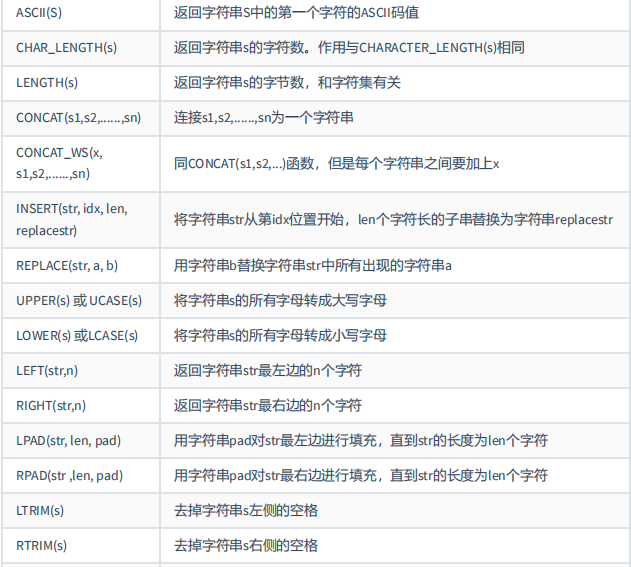 ASCII(S) 返回字符串S中的第一个字符的ASCII码值
CHAR_LENGTH(s) 返回字符串s的字符数。作用与CHARACTER_LENGTH(s)相同
LENGTH(s) 返回字符串s的字节数，和字符集有关
CONCAT(s1,s2,......,sn) 连接s1,s2,......,sn为一个字符串
CONCAT_WS(x,
s1,s2,......,sn) 同CONCAT(s1,s2,...)函数，但是每个字符串之间要加上x
INSERT(str, idx, len,
replacestr) 将字符串str从第idx位置开始，len个字符长的子串替换为字符串replacestr
REPLACE(str, a, b) 用字符串b替换字符串str中所有出现的字符串a
UPPER(s) 或 UCASE(s) 将字符串s的所有字母转成大写字母
LOWER(s) 或LCASE(s) 将字符串s的所有字母转成小写字母
LEFT(str,n) 返回字符串str最左边的n个字符
RIGHT(str,n) 返回字符串str最右边的n个字符
LPAD(str, len, pad) 用字符串pad对str最左边进行填充，直到str的长度为len个字符
RPAD(str ,len, pad) 用字符串pad对str最右边进行填充，直到str的长度为len个字符
LTRIM(s) 去掉字符串s左侧的空格
RTRIM(s) 去掉字符串s右侧的空格